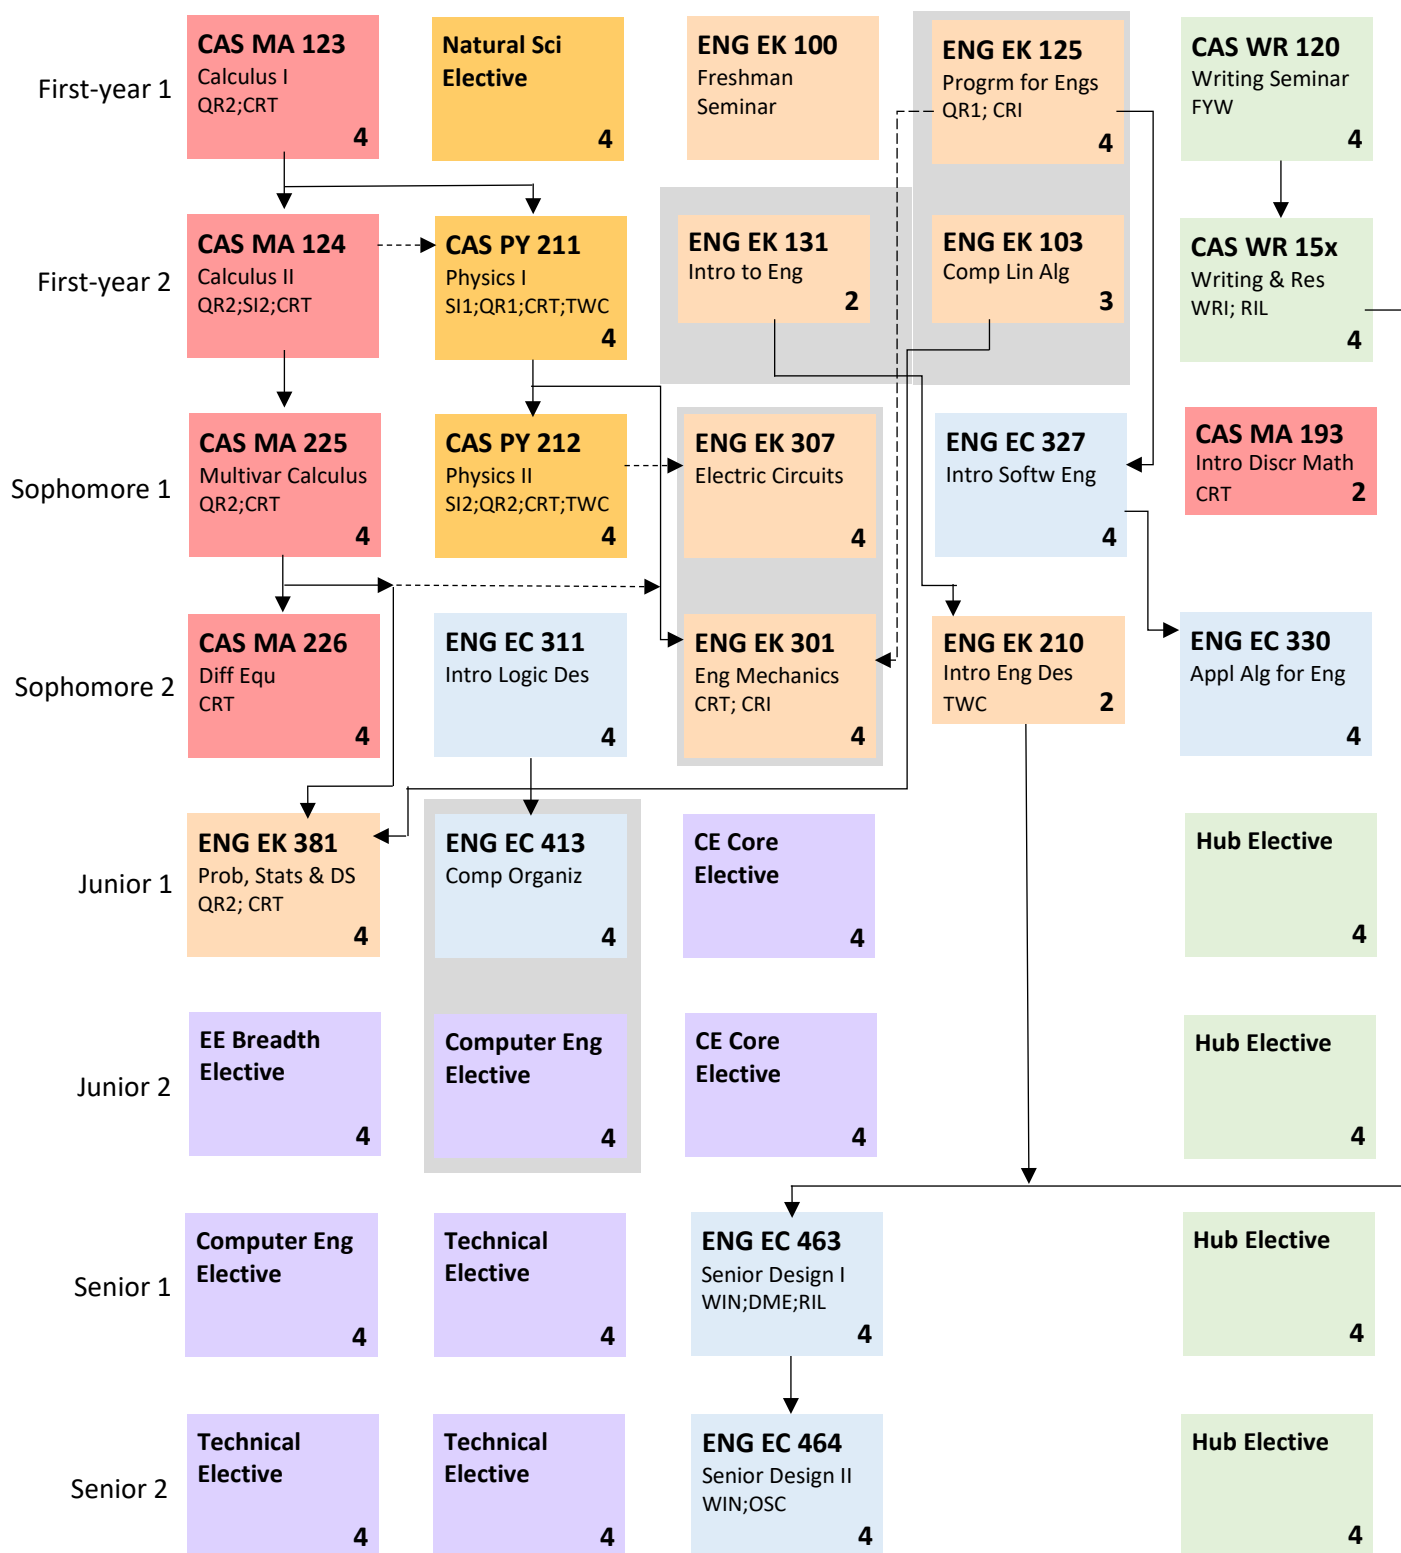 First-year 1
CAS MA 123
Calculus I
QR2;CRT
4
Natural Sci
Elective
4
ENG EK 100
Freshman
Seminar
ENG EK 125
Progrm for Engs
QR1; CRI
4
CAS WR 120
Writing Seminar
FYW
4
First-year 2
CAS MA 124
Calculus II
QR2;SI2;CRT
4
CAS PY 211
Physics I
SI1;QR1;CRT;TWC
4
ENG EK 131
Intro to Eng
2
ENG EK 103
Comp Lin Alg
3
CAS WR 15x
Writing & Res
WRI; RIL
4
Sophomore 1
CAS MA 225
Multivar Calculus
QR2;CRT
4
CAS PY 212
Physics II
SI2;QR2;CRT;TWC
4
ENG EK 307
Electric Circuits
4
ENG EC 327
Intro Softw Eng
4
CAS MA 193
Intro Discr Math
CRT
2
Sophomore 2
CAS MA 226
Diff Equ
CRT
4
ENG EC 311
Intro Logic Des
4
ENG EK 301
Eng Mechanics
CRT; CRI
4
ENG EK 210
Intro Eng Des
TWC
2
ENG EC 330
Appl Alg for Eng
4
Junior 1
ENG EK 381
Prob, Stats & DS
QR2; CRT
4
ENG EC 413
Comp Organiz
4
CE Core
Elective
4
Hub Elective
4
Junior 2
EE Breadth
Elective
4
Computer Eng
Elective
4
CE Core
Elective
4
Hub Elective
4
Senior 1
Computer Eng
Elective
4
Technical
Elective
4
ENG EC 463
Senior Design I
WIN;DME;RIL
4
Hub Elective
4
Senior 2
Technical
Elective
4
Technical
Elective
4
ENG EC 464
Senior Design II
WIN;OSC
4
Hub Elective
4